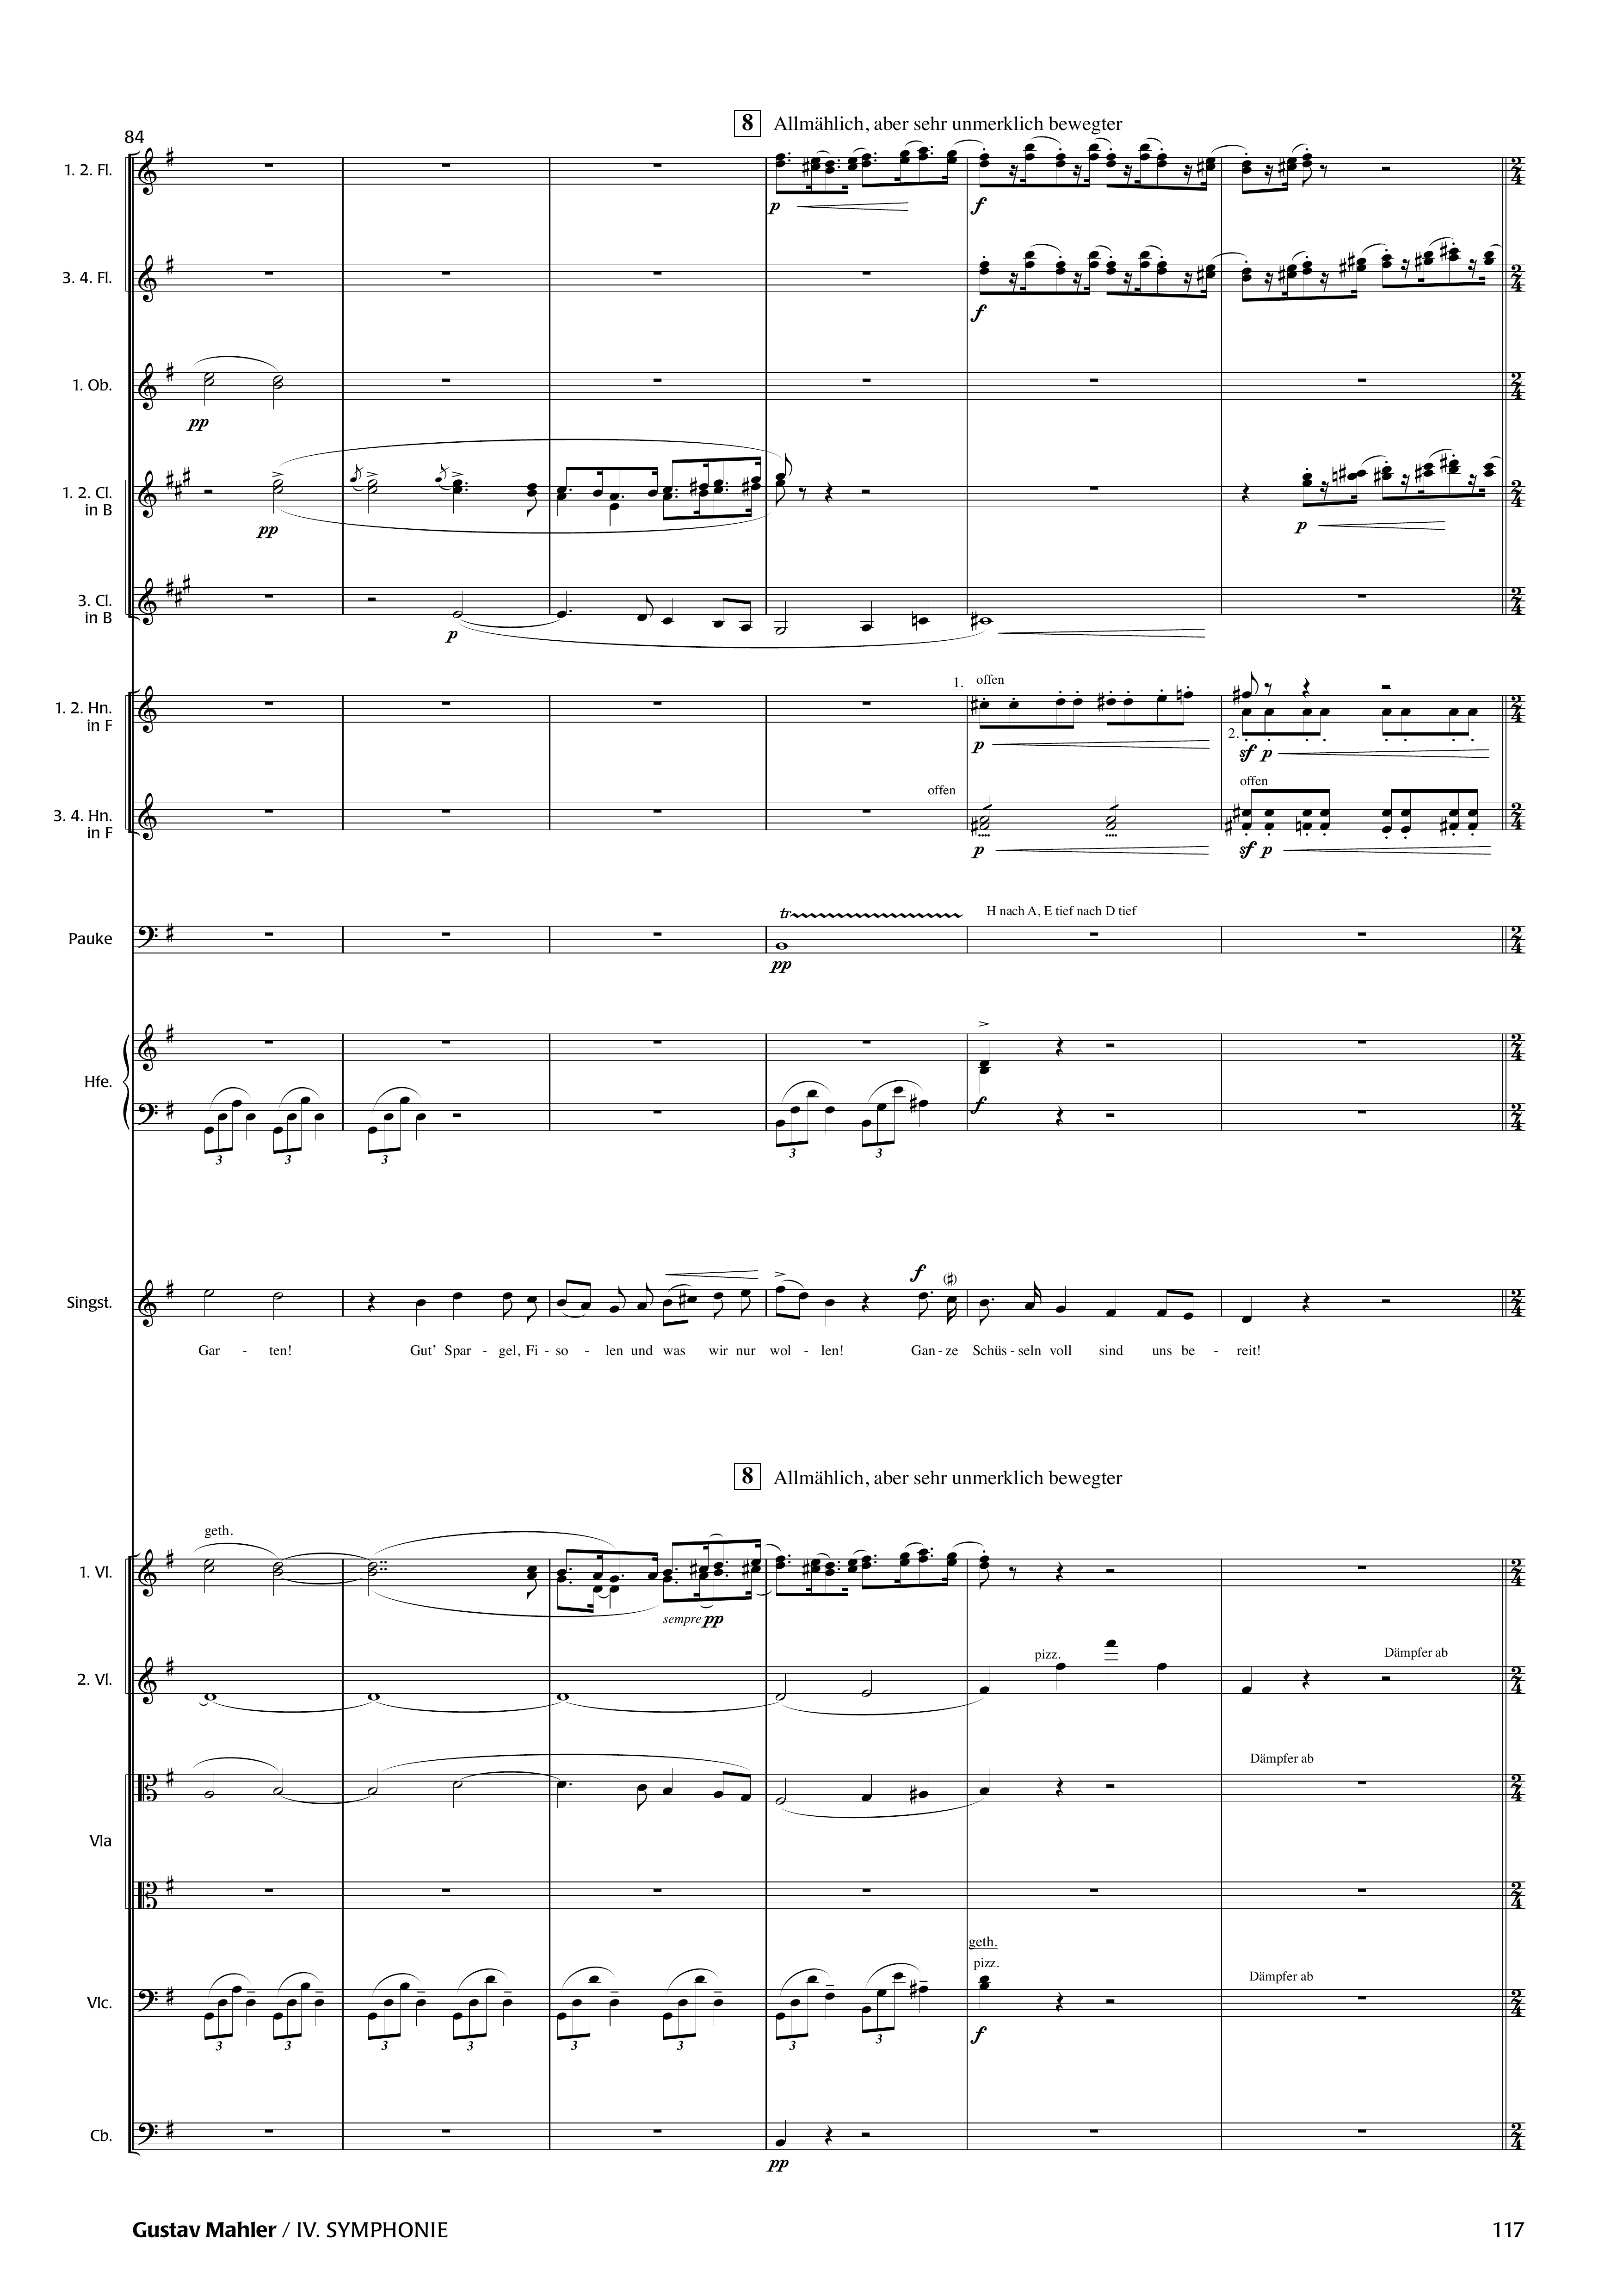 8 Allmählich, aber sehr unmerklich bewegter
84
1. 2. Fl.
p
f
3. 4. Fl.
f
1. Ob.
pp
1. 2. Cl.
in B
pp
p
3. Cl.
in B
p
1. offen
1. 2. Hn.
in F
p
2.
sf p
offen
offen
3. 4. Hn.
in F
p
sf p
tr
H nach A, E tief nach D tief
Pauke
pp
Hfe.
f
3 3 3 3 3
f
(♯)
Singst.
Gar - ten! Gut' Spar - gel, Fi - so - len und was wir nur wol - len! Gan - ze Schüs - seln voll sind uns be - reit!
8 Allmählich, aber sehr unmerklich bewegter
geth.
1. Vl.
sempre pp
pizz.
Dämpfer ab
2. Vl.
Dämpfer ab
Vla
geth.
pizz.
Dämpfer ab
Vlc.
f
3 3 3 3 3 3 3 3
Cb.
pp
2
4
Gustav Mahler / IV. SYMPHONIE
117